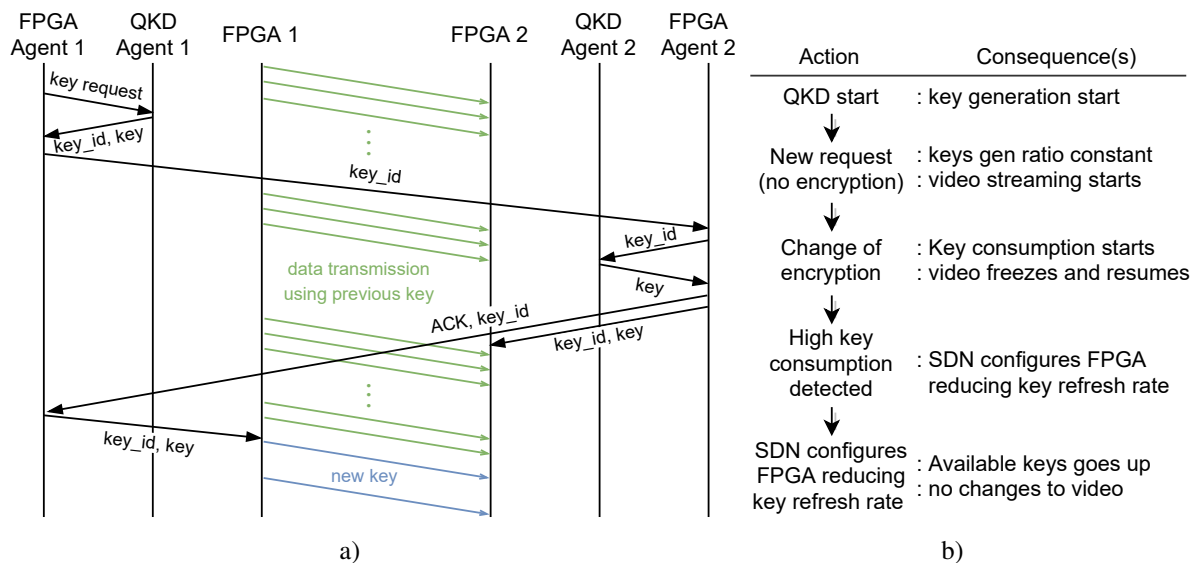 FPGA
Agent 1
QKD
Agent 1
FPGA 1
FPGA 2
QKD
Agent 2
FPGA
Agent 2
key request
key_id, key
key_id
key_id
data transmission
using previous key
key
ACK, key_id
key_id, key
key_id, key
new key
a)
Action Consequence(s)
QKD start : key generation start
New request : keys gen ratio constant
(no encryption) : video streaming starts
Change of : Key consumption starts
encryption : video freezes and resumes
High key
consumption : SDN configures FPGA
detected reducing key refresh rate
SDN configures
FPGA reducing : Available keys goes up
key refresh rate : no changes to video
b)